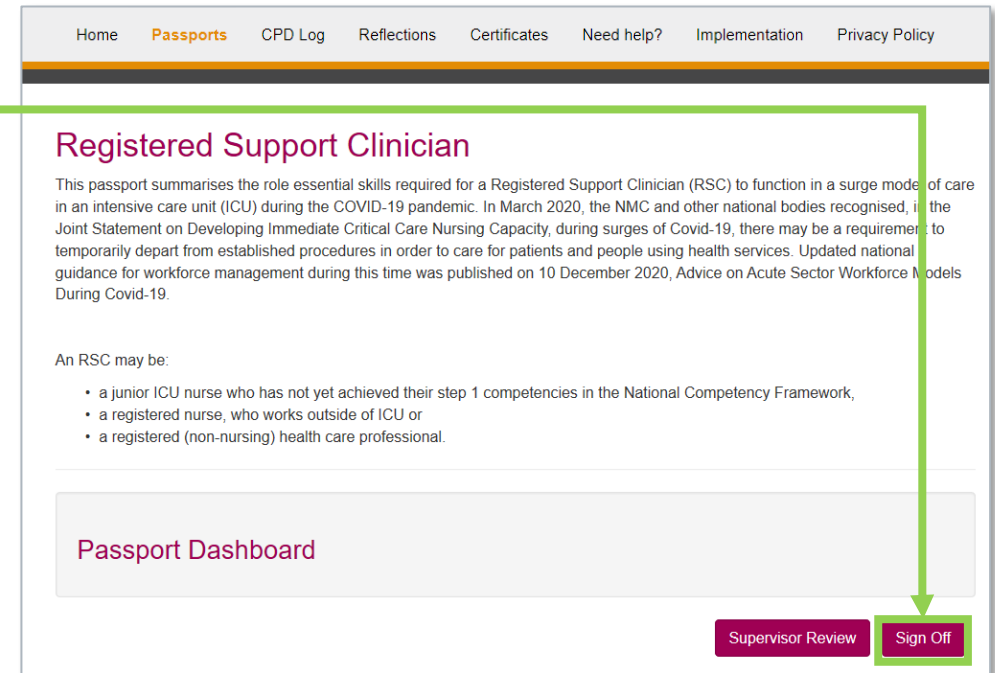 Home Passports CPD Log Reflections Certificates Need help? Implementation Privacy Policy
Registered Support Clinician
This passport summarises the role essential skills required for a Registered Support Clinician (RSC) to function in a surge model of care
in an intensive care unit (ICU) during the COVID-19 pandemic. In March 2020, the NMC and other national bodies recognised, in the
Joint Statement on Developing Immediate Critical Care Nursing Capacity, during surges of Covid-19, there may be a requirement to
temporarily depart from established procedures in order to care for patients and people using health services. Updated national
guidance for workforce management during this time was published on 10 December 2020, Advice on Acute Sector Workforce Models
During Covid-19.
An RSC may be:
• a junior ICU nurse who has not yet achieved their step 1 competencies in the National Competency Framework,
• a registered nurse, who works outside of ICU or
• a registered (non-nursing) health care professional.
Passport Dashboard
Supervisor Review Sign Off